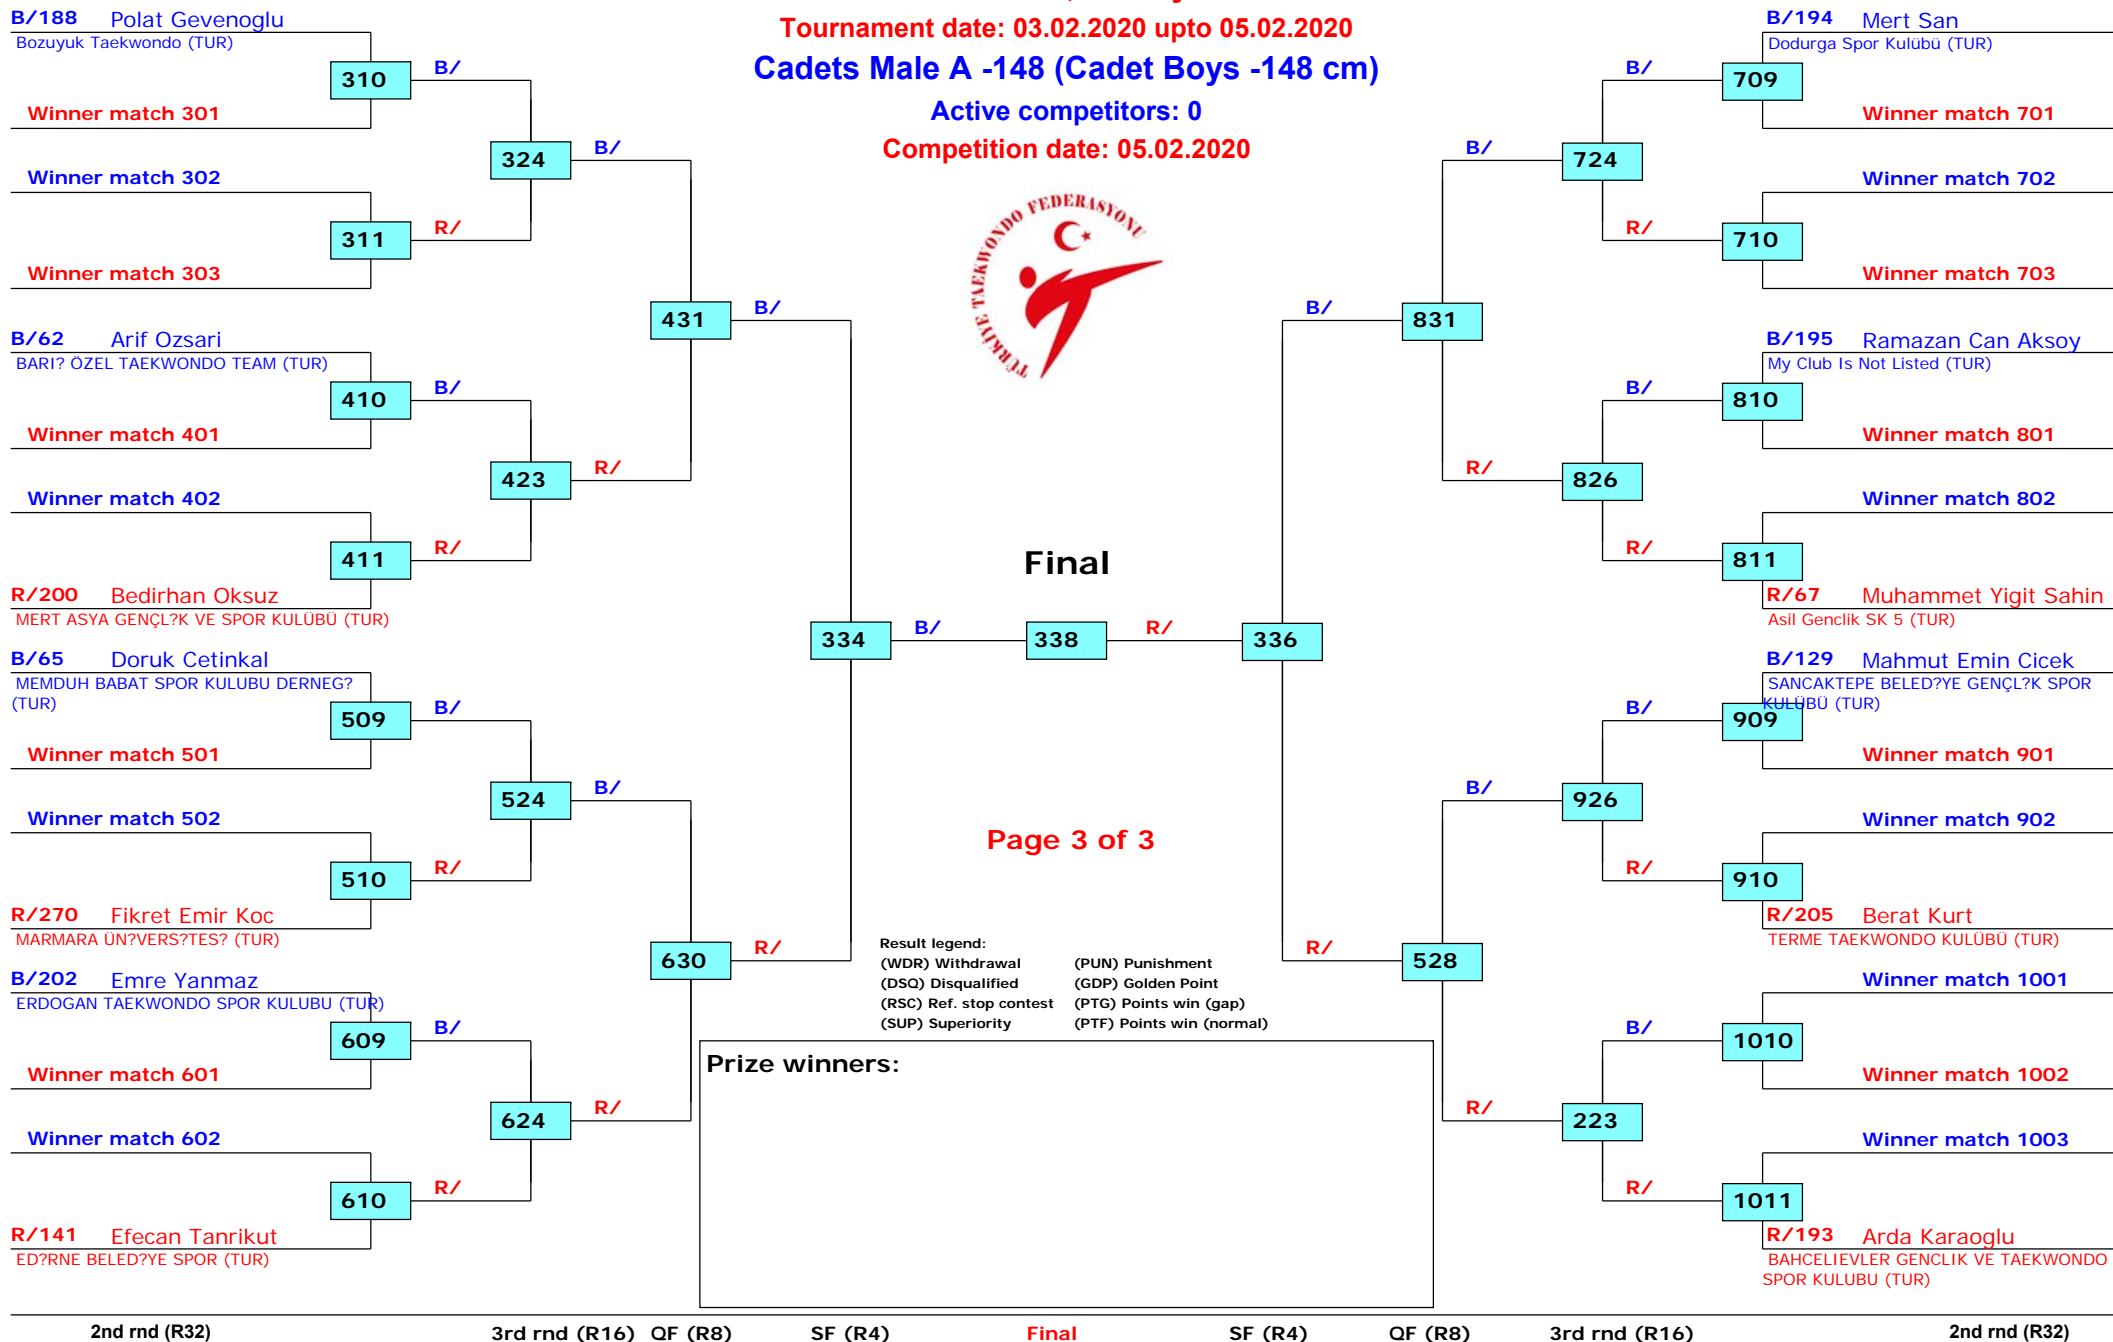 Tournament date: 03.02.2020 upto 05.02.2020
Cadets Male A -148 (Cadet Boys -148 cm)
Active competitors: 0
Competition date: 05.02.2020
TÜRKİYE TAEKWONDO FEDERASYONU
B/188 Polat Gevenoglu
Bozuyuk Taekwondo (TUR)
310
B/
Winner match 301
324
B/
Winner match 302
311
R/
Winner match 303
431
B/
B/62 Arif Ozsari
BARI? ÖZEL TAEKWONDO TEAM (TUR)
410
B/
Winner match 401
423
R/
Winner match 402
411
R/
R/200 Bedirhan Oksuz
MERT ASYA GENÇL?K VE SPOR KULÜBÜ (TUR)
334
B/
B/65 Doruk Cetinkal
MEMDUH BABAT SPOR KULUBU DERNEG?
(TUR)
509
B/
Winner match 501
524
B/
Winner match 502
510
R/
R/270 Fikret Emir Koc
MARMARA ÜN?VERS?TES? (TUR)
630
R/
B/202 Emre Yanmaz
ERDOGAN TAEKWONDO SPOR KULUBU (TUR)
609
B/
Winner match 601
624
R/
Winner match 602
610
R/
R/141 Efecan Tanrikut
ED?RNE BELED?YE SPOR (TUR)
Final
338
R/
336
Page 3 of 3
Result legend:
(WDR) Withdrawal (PUN) Punishment
(DSQ) Disqualified (GDP) Golden Point
(RSC) Ref. stop contest (PTG) Points win (gap)
(SUP) Superiority (PTF) Points win (normal)
Prize winners:
B/194 Mert San
Dodurga Spor Kulübü (TUR)
B/
709
Winner match 701
B/
724
Winner match 702
R/
710
Winner match 703
B/
831
B/195 Ramazan Can Aksoy
My Club Is Not Listed (TUR)
B/
810
Winner match 801
R/
826
Winner match 802
R/
811
R/67 Muhammet Yigit Sahin
Asil Genclik SK 5 (TUR)
B/129 Mahmut Emin Cicek
SANCAKTEPE BELED?YE GENÇL?K SPOR
KULÜBÜ (TUR)
B/
909
Winner match 901
B/
926
Winner match 902
R/
910
R/205 Berat Kurt
TERME TAEKWONDO KULÜBÜ (TUR)
R/
528
Winner match 1001
B/
1010
Winner match 1002
R/
223
Winner match 1003
R/
1011
R/193 Arda Karaoglu
BAHCELIEVLER GENCLIK VE TAEKWONDO
SPOR KULUBU (TUR)
2nd rnd (R32) 3rd rnd (R16) QF (R8) SF (R4) Final SF (R4) QF (R8) 3rd rnd (R16) 2nd rnd (R32)